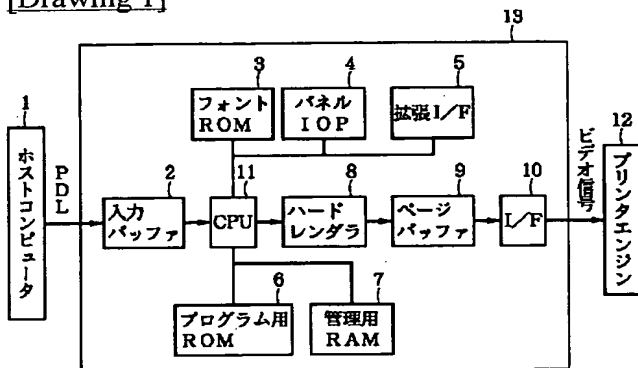 [Drawing 1]
13
3
4
5
フォント
ROM
パネル
IOP
拡張I/F
1
ホストコンピュータ
PDL
2
入力
バッファ
11
CPU
8
ハード
レンダラ
9
ページ
バッファ
10
I/F
ビデオ信号
12
プリンタエンジン
6
プログラム用
ROM
7
管理用
RAM